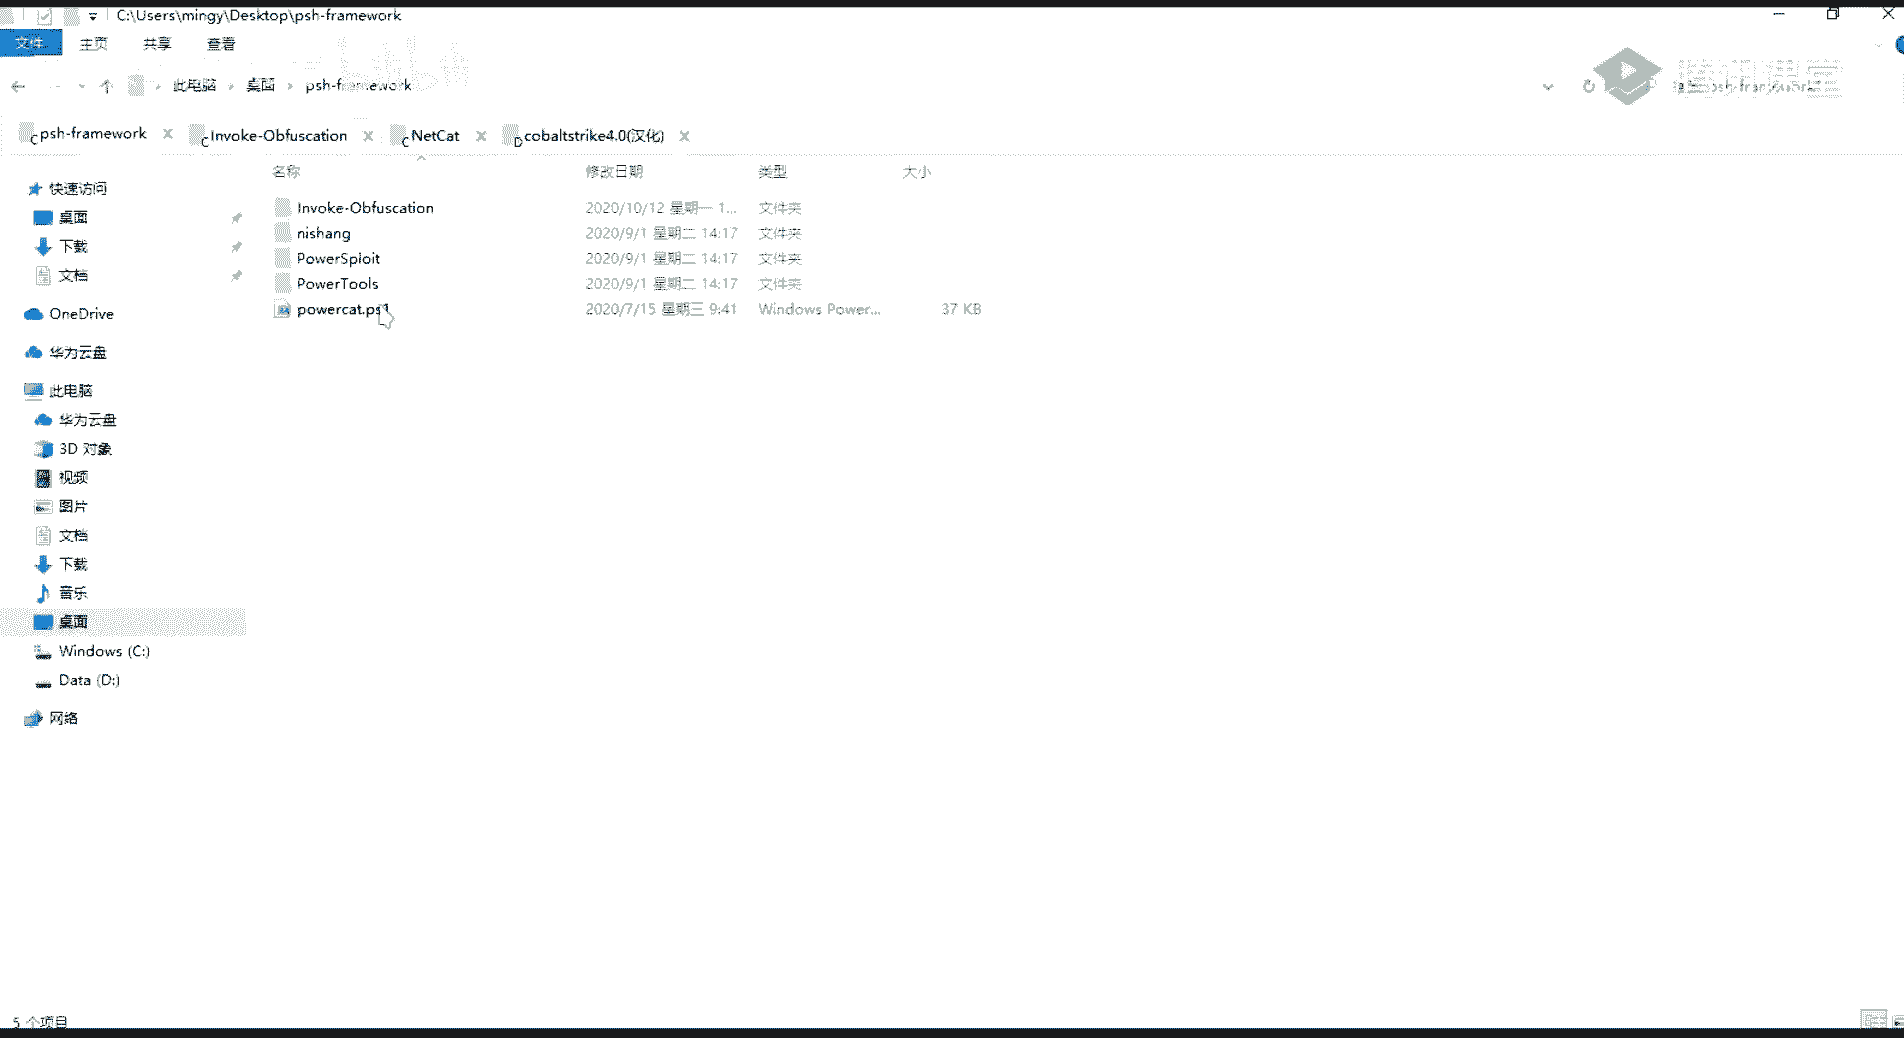 C:\Users\mingy\Desktop\psh-framework
文件 主页 共享 查看
此电脑 桌面 psh-framework
psh-framework Invoke-Obfuscation NetCat cobaltstrike4.0(汉化)
名称 修改日期 类型 大小
快速访问
桌面
下载
文档
OneDrive
华为云盘
此电脑
华为云盘
3D 对象
视频
图片
文档
下载
音乐
桌面
Windows (C:)
Data (D:)
网络
Invoke-Obfuscation 2020/10/12 星期一 1... 文件夹
nishang 2020/9/1 星期二 14:17 文件夹
PowerSploit 2020/9/1 星期二 14:17 文件夹
PowerTools 2020/9/1 星期二 14:17 文件夹
powercat.ps1 2020/7/15 星期三 9:41 Windows Power... 37 KB
5 个项目
腾讯课堂